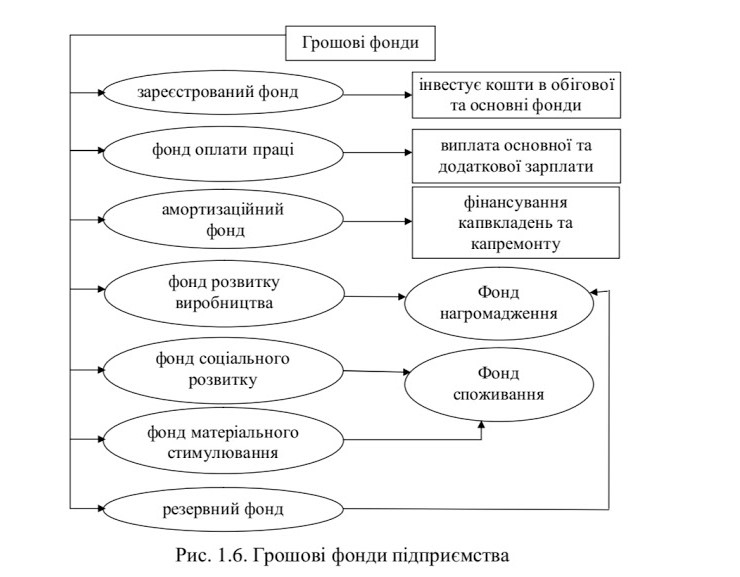 Грошові фонди
зареєстрований фонд
інвестує кошти в обігової
та основні фонди
фонд оплати праці
виплата основної та
додаткової зарплати
амортизаційний
фонд
фінансування
капвкладень та
капремонту
фонд розвитку
виробництва
Фонд
нагромадження
фонд соціального
розвитку
Фонд
споживання
фонд матеріального
стимулювання
резервний фонд
Рис. 1.6. Грошові фонди підприємства